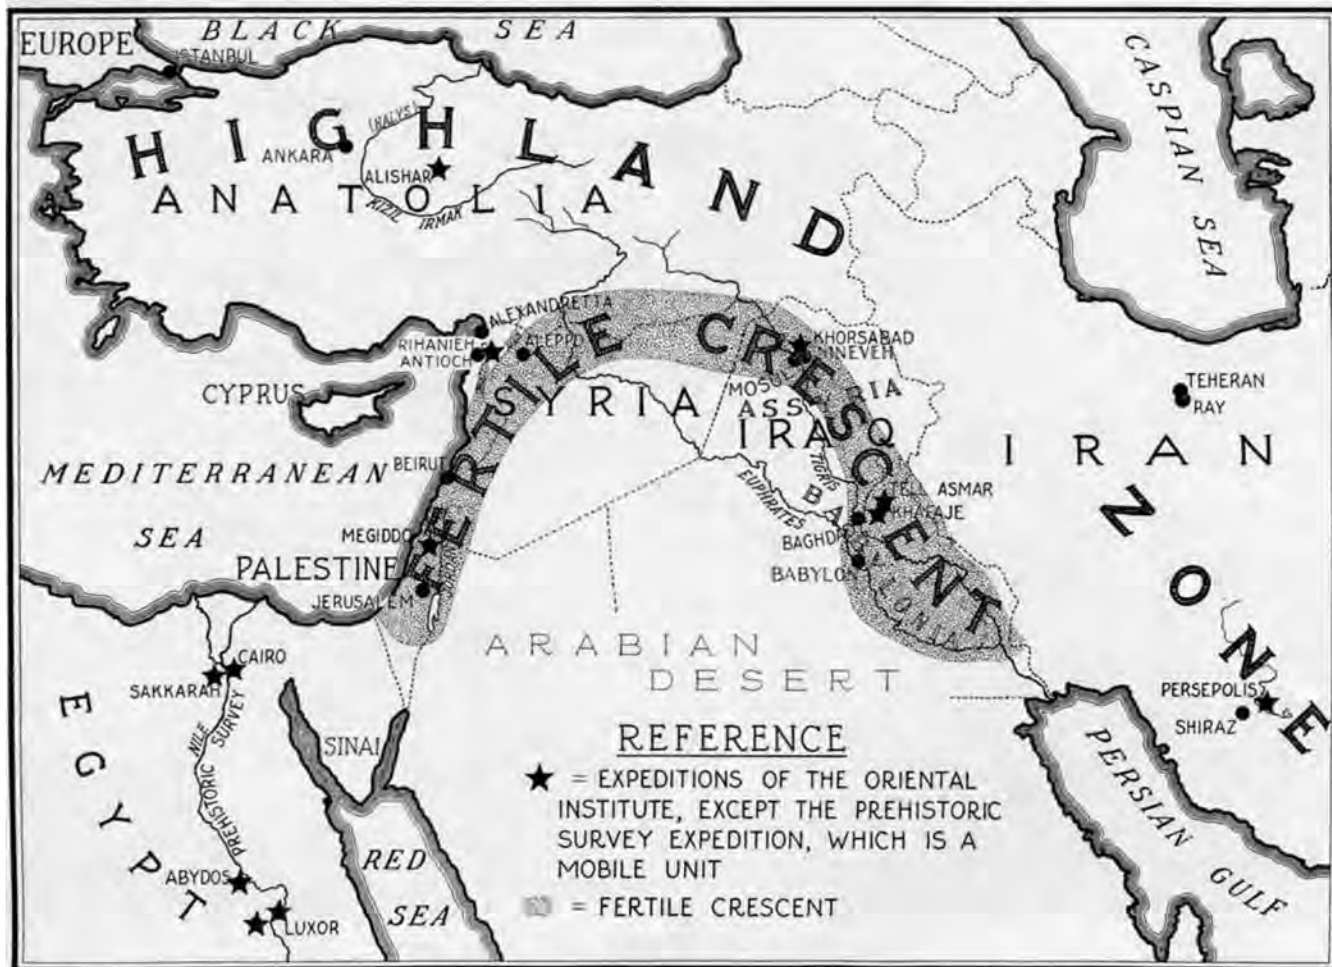 BLACK SEA
EUROPE
ISTANBUL
CASPIAN SEA
HIGHLAND ZONE
(HALYS)
ANKARA
ALISHAR
ANATOLIA
KIZIL IRMAK
ALEXANDRETTA
RIHANIEH
ALEPPO
ANTIOCH
FERTILE CRESCENT
KHORSABAD
NINEVEH
MOSUL
ASSYRIA
CYPRUS
SYRIA
IRAQ
TEHERAN
RAY
IRAN
MEDITERRANEAN
SEA
BEIRUT
TIGRIS
EUPHRATES
TELL ASMAR
KHAFAJE
BAGHDAD
BABYLON
BABYLONIA
MEGIDDO
PALESTINE
JORDAN
JERUSALEM
ARABIAN
DESERT
CAIRO
SAKKARAH
EGYPT
NILE
PREHISTORIC SURVEY
SINAI
PERSEPOLIS
SHIRAZ
PERSIAN GULF
RED
SEA
ABYDOS
LUXOR
REFERENCE
★ = EXPEDITIONS OF THE ORIENTAL
INSTITUTE, EXCEPT THE PREHISTORIC
SURVEY EXPEDITION, WHICH IS A
MOBILE UNIT
= FERTILE CRESCENT